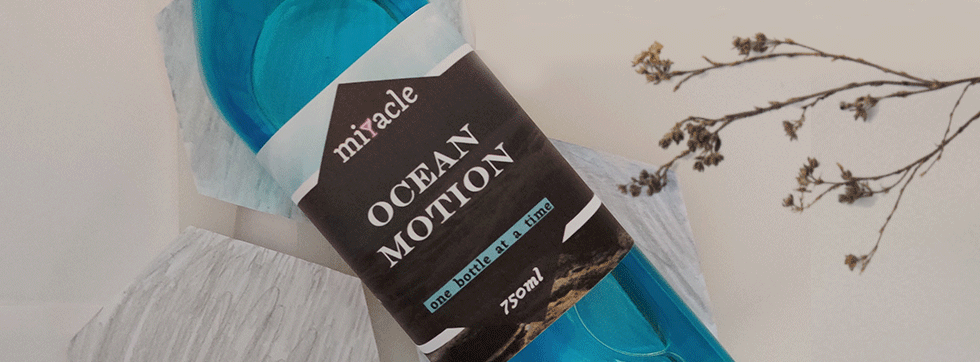 miracle
OCEAN
MOTION
one bottle at a time
750ml